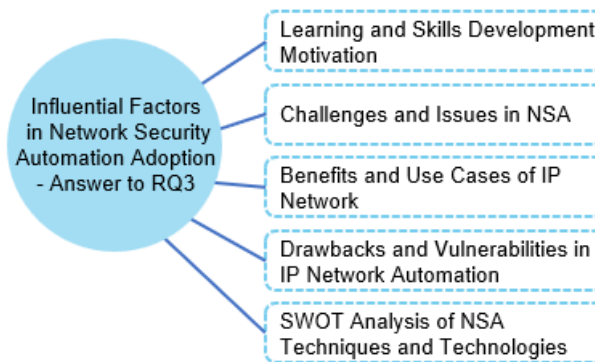 Influential Factors
in Network Security
Automation Adoption
- Answer to RQ3
Learning and Skills Development
Motivation
Challenges and Issues in NSA
Benefits and Use Cases of IP
Network
Drawbacks and Vulnerabilities in
IP Network Automation
SWOT Analysis of NSA
Techniques and Technologies